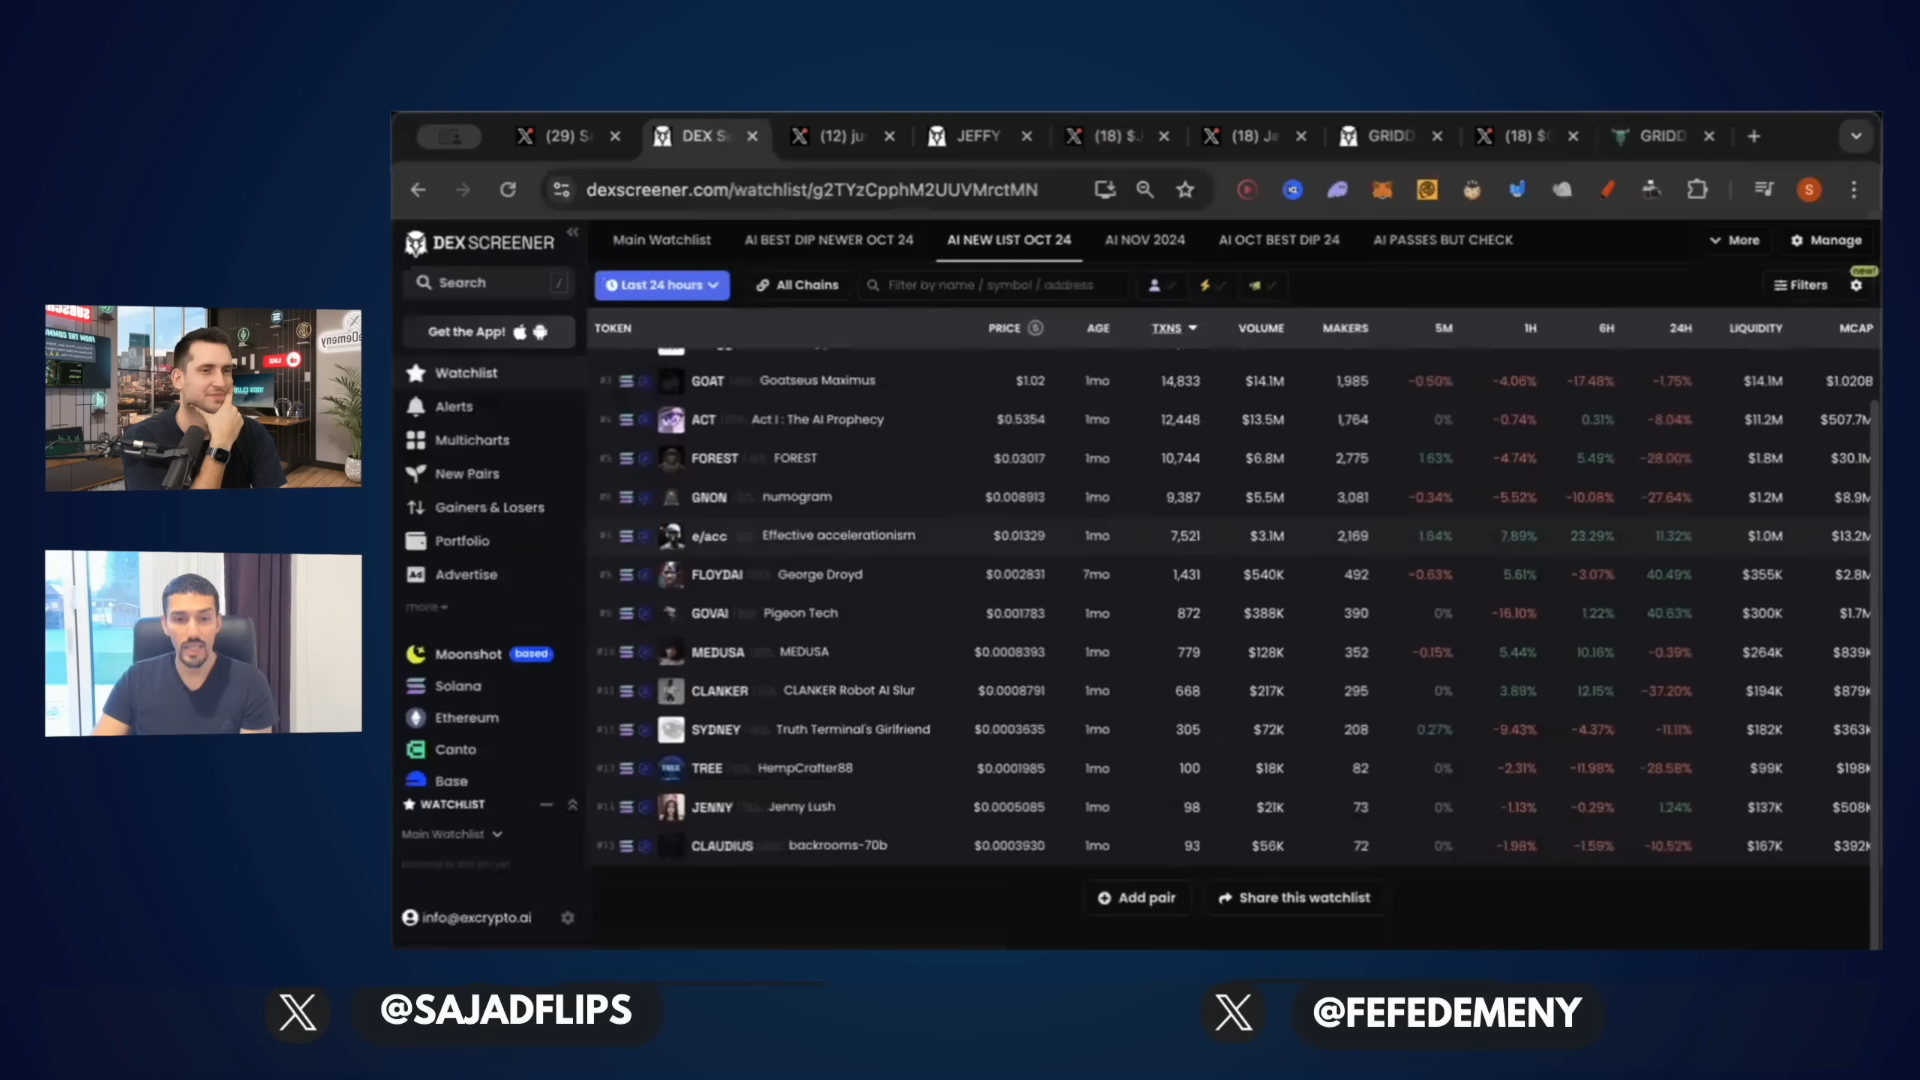 (29) S
DEX S
(12) ju
JEFFY
(18) $J
(18) Je
GRIDD
(18) $(
GRIDD
dexscreener.com/watchlist/g2TYzCpphM2UUVMrctMN
S
DEX SCREENER
Main Watchlist
AI BEST DIP NEWER OCT 24
AI NEW LIST OCT 24
AI NOV 2024
AI OCT BEST DIP 24
AI PASSES BUT CHECK
More
Manage
Search /
Last 24 hours
All Chains
Filter by name / symbol / address
new!
Filters
Get the App!
TOKEN PRICE AGE TXNS VOLUME MAKERS 5M 1H 6H 24H LIQUIDITY MCAP
Watchlist
Alerts
Multicharts
New Pairs
Gainers & Losers
Portfolio
Ad Advertise
more
Moonshot based
Solana
Ethereum
Canto
Base
WATCHLIST
Main Watchlist
info@excrypto.ai
GOAT Goatseus Maximus $1.02 1mo 14,833 $14.1M 1,985 -0.50% -4.06% -17.48% -1.75% $14.1M $1.020B
ACT Act I : The AI Prophecy $0.5354 1mo 12,448 $13.5M 1,764 0% -0.74% 0.31% -8.04% $11.2M $507.7M
FOREST FOREST $0.03017 1mo 10,744 $6.8M 2,775 1.63% -4.74% 5.49% -28.00% $1.8M $30.1M
GNON numogram $0.008913 1mo 9,387 $5.5M 3,081 -0.34% -5.52% -10.08% -27.64% $1.2M $8.9M
e/acc Effective accelerationism $0.01329 1mo 7,521 $3.1M 2,169 1.64% 7.89% 23.29% 11.32% $1.0M $13.2M
FLOYDAI George Droyd $0.002831 7mo 1,431 $540K 492 -0.63% 5.61% -3.07% 40.49% $355K $2.8M
GOVAI Pigeon Tech $0.001783 1mo 872 $388K 390 0% -16.10% 1.22% 40.63% $300K $1.7M
MEDUSA MEDUSA $0.0008393 1mo 779 $128K 352 -0.15% 5.44% 10.16% -0.39% $264K $839K
CLANKER CLANKER Robot AI Slur $0.0008791 1mo 668 $217K 295 0% 3.89% 12.15% -37.20% $194K $879K
SYDNEY Truth Terminal's Girlfriend $0.0003635 1mo 305 $72K 208 0.27% -9.43% -4.37% -11.11% $182K $363K
TREE HempCrafter88 $0.0001985 1mo 100 $18K 82 0% -2.31% -11.98% -28.58% $99K $198K
JENNY Jenny Lush $0.0005085 1mo 98 $21K 73 0% -1.13% -0.29% 1.24% $137K $508K
CLAUDIUS backrooms-70b $0.0003930 1mo 93 $56K 72 0% -1.98% -1.59% -10.52% $167K $392K
Add pair
Share this watchlist
@SAJADFLIPS
@FEFEDEMENY